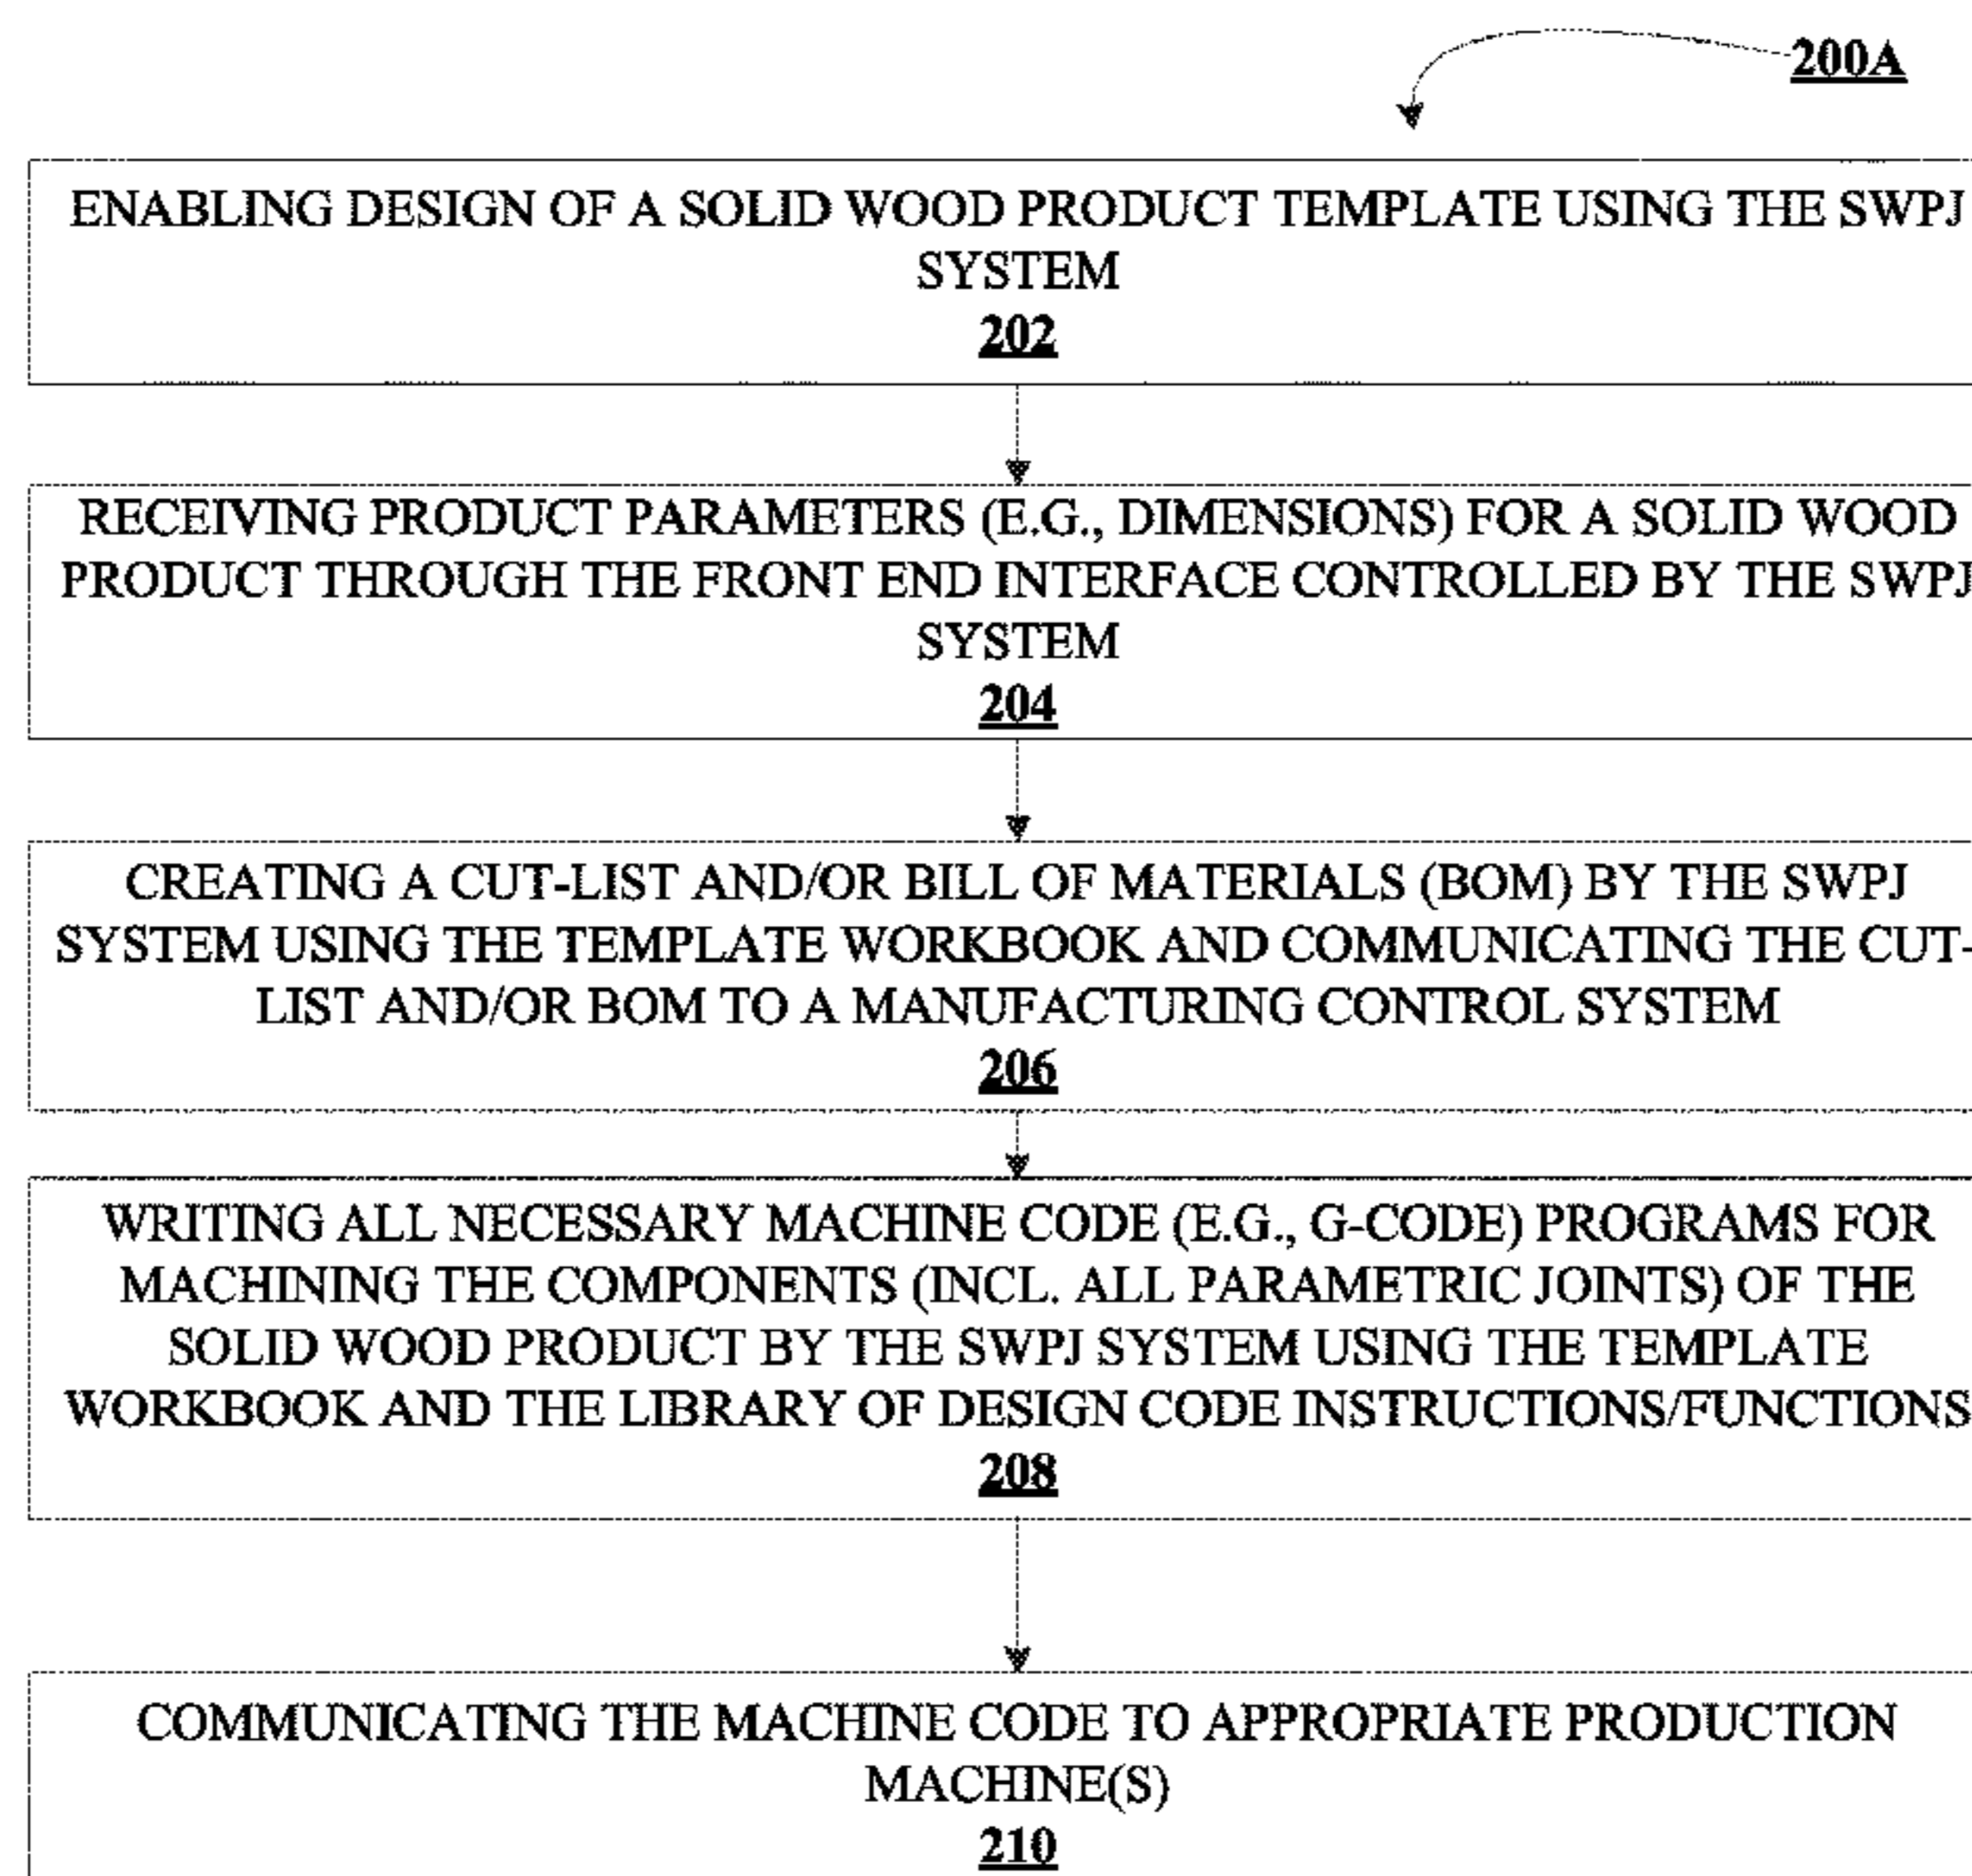 200A
ENABLING DESIGN OF A SOLID WOOD PRODUCT TEMPLATE USING THE SWPJ
SYSTEM
202
RECEIVING PRODUCT PARAMETERS (E.G., DIMENSIONS) FOR A SOLID WOOD
PRODUCT THROUGH THE FRONT END INTERFACE CONTROLLED BY THE SWPJ
SYSTEM
204
CREATING A CUT-LIST AND/OR BILL OF MATERIALS (BOM) BY THE SWPJ
SYSTEM USING THE TEMPLATE WORKBOOK AND COMMUNICATING THE CUT-
LIST AND/OR BOM TO A MANUFACTURING CONTROL SYSTEM
206
WRITING ALL NECESSARY MACHINE CODE (E.G., G-CODE) PROGRAMS FOR
MACHINING THE COMPONENTS (INCL. ALL PARAMETRIC JOINTS) OF THE
SOLID WOOD PRODUCT BY THE SWPJ SYSTEM USING THE TEMPLATE
WORKBOOK AND THE LIBRARY OF DESIGN CODE INSTRUCTIONS/FUNCTIONS
208
COMMUNICATING THE MACHINE CODE TO APPROPRIATE PRODUCTION
MACHINE(S)
210